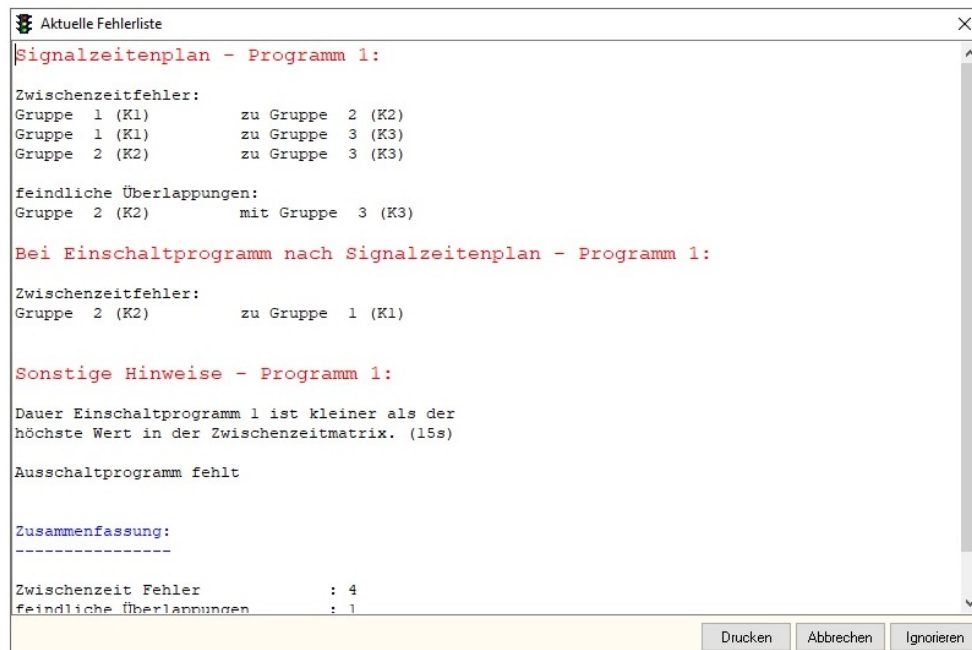 Aktuelle Fehlerliste
Signalzeitenplan - Programm 1:
Zwischenzeitfehler:
Gruppe 1 (K1) zu Gruppe 2 (K2)
Gruppe 1 (K1) zu Gruppe 3 (K3)
Gruppe 2 (K2) zu Gruppe 3 (K3)
feindliche Überlappungen:
Gruppe 2 (K2) mit Gruppe 3 (K3)
Bei Einschaltprogramm nach Signalzeitenplan - Programm 1:
Zwischenzeitfehler:
Gruppe 2 (K2) zu Gruppe 1 (K1)
Sonstige Hinweise - Programm 1:
Dauer Einschaltprogramm 1 ist kleiner als der
höchste Wert in der Zwischenzeitmatrix. (15s)
Ausschaltprogramm fehlt
Zusammenfassung:
----------------
Zwischenzeit Fehler : 4
feindliche Überlappungen : 1
Drucken Abbrechen Ignorieren